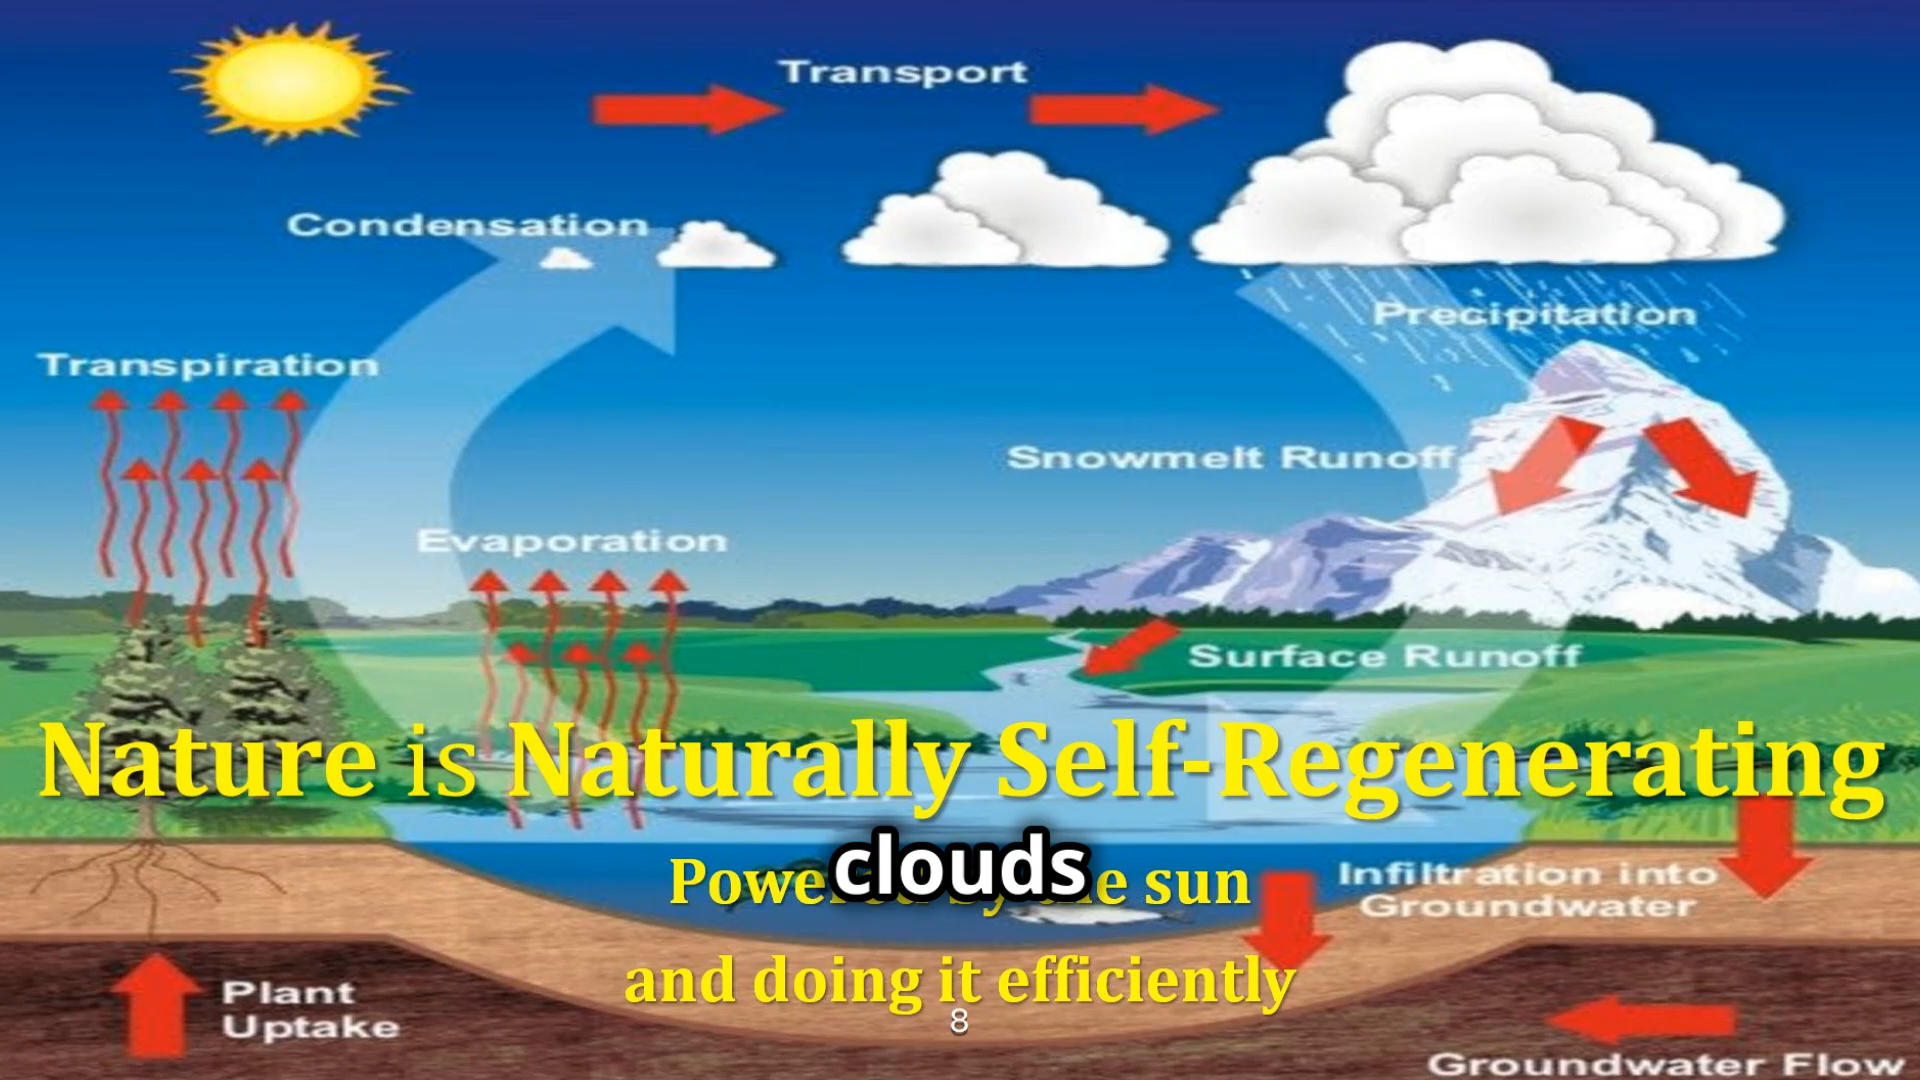 Transport
Condensation
Precipitation
Transpiration
Snowmelt Runoff
Evaporation
Surface Runoff
Nature is Naturally Self-Regenerating
clouds
sun
Infiltration into
Groundwater
and doing it efficiently
Plant
Uptake
8
Groundwater Flow